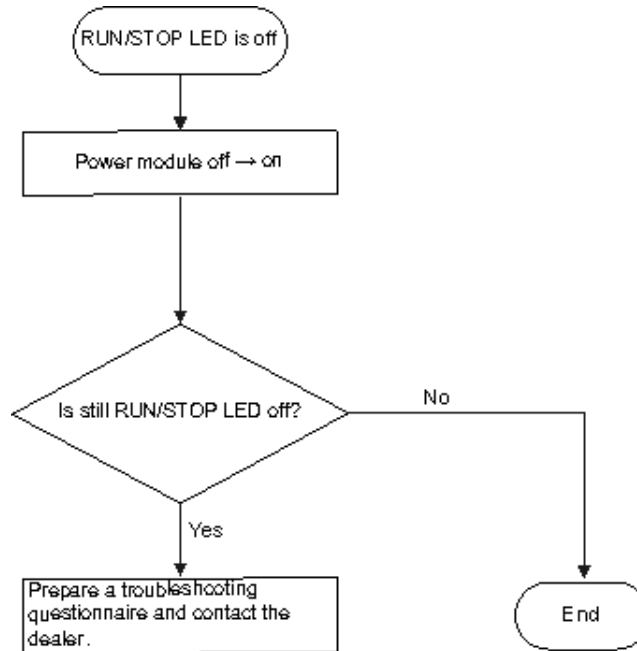 RUN/STOP LED is off
Power module off → on
Is still RUN/STOP LED off?
No
Yes
Prepare a troubleshooting
questionnaire and contact the
dealer.
End